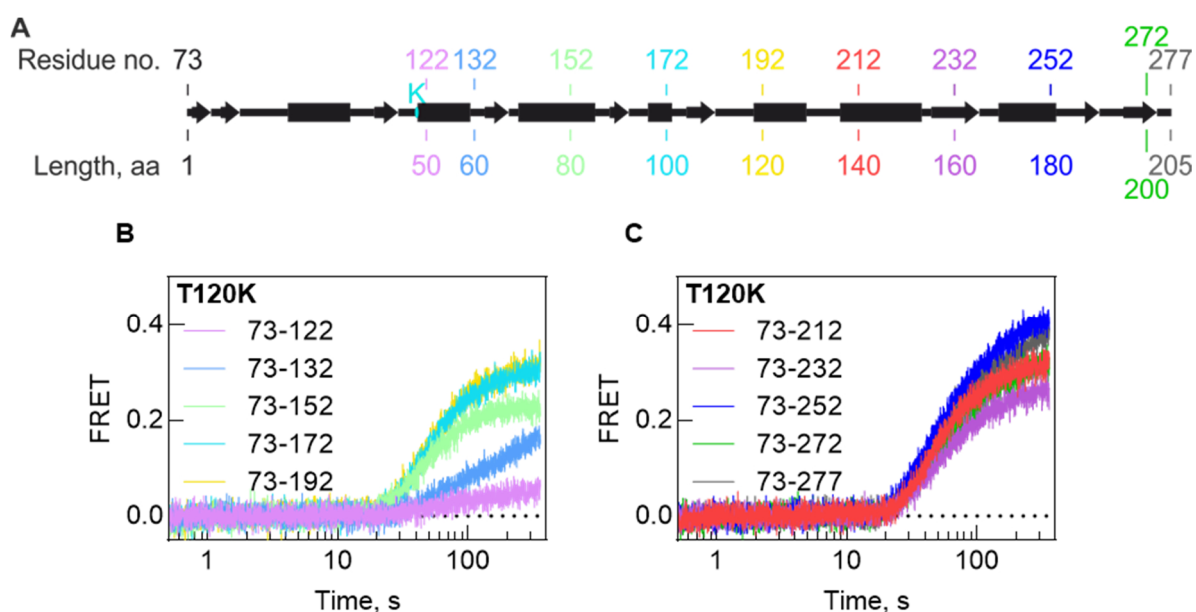 A
Residue no. 73 122 132 152 172 192 212 232 252 272 277
K
Length, aa 1 50 60 80 100 120 140 160 180 200 205
B
T120K
73-122
73-132
73-152
73-172
73-192
FRET
0.4
0.2
0.0
1 10 100
Time, s
C
T120K
73-212
73-232
73-252
73-272
73-277
FRET
0.4
0.2
0.0
1 10 100
Time, s